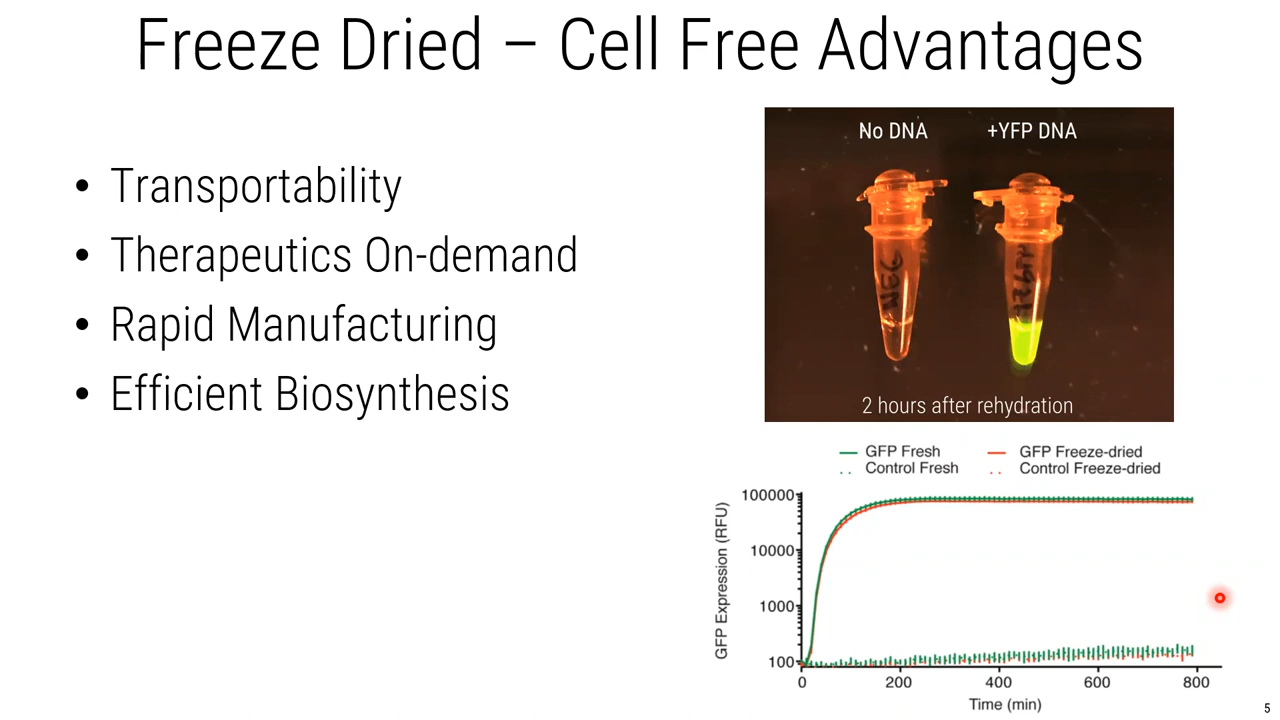 Freeze Dried – Cell Free Advantages
• Transportability
• Therapeutics On-demand
• Rapid Manufacturing
• Efficient Biosynthesis
No DNA
+YFP DNA
NEG
2 hours after rehydration
GFP Fresh
GFP Freeze-dried
Control Fresh
Control Freeze-dried
GFP Expression (RFU)
100000
10000
1000
100
0
200
400
600
800
Time (min)
5